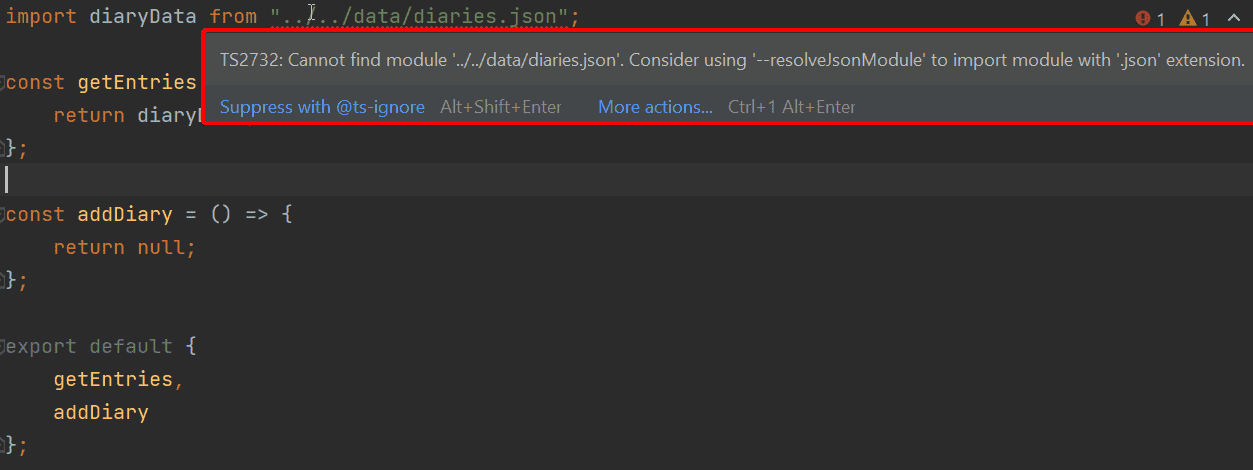 import diaryData from "../../data/diaries.json";
1 1
TS2732: Cannot find module '../../data/diaries.json'. Consider using '--resolveJsonModule' to import module with '.json' extension.
const getEntries
Suppress with @ts-ignore Alt+Shift+Enter More actions... Ctrl+1 Alt+Enter
return
};
const addDiary = () => {
return null;
};
export default {
getEntries,
addDiary
};